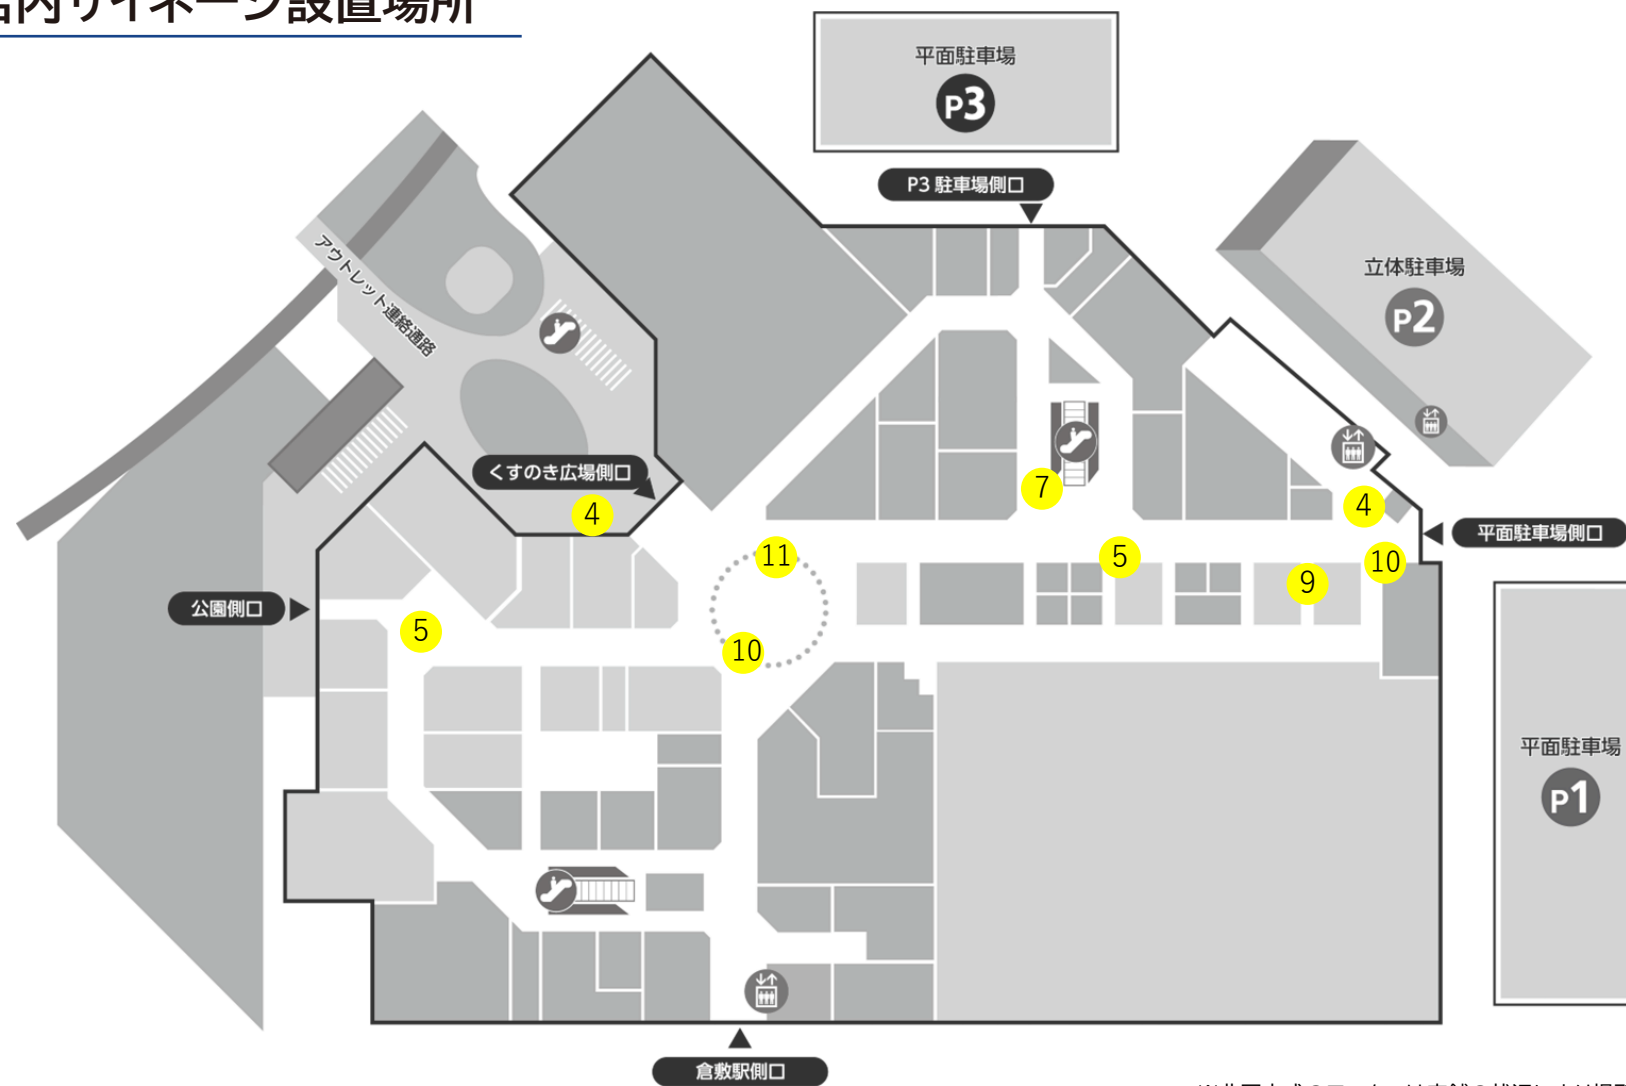 店内サイネージ設置場所
平面駐車場
P3
P3 駐車場側口
立体駐車場
P2
アウトレット連絡通路
くすのき広場側口
4
7
4
平面駐車場側口
11
5
10
9
公園側口
5
10
平面駐車場
P1
倉敷駅側口